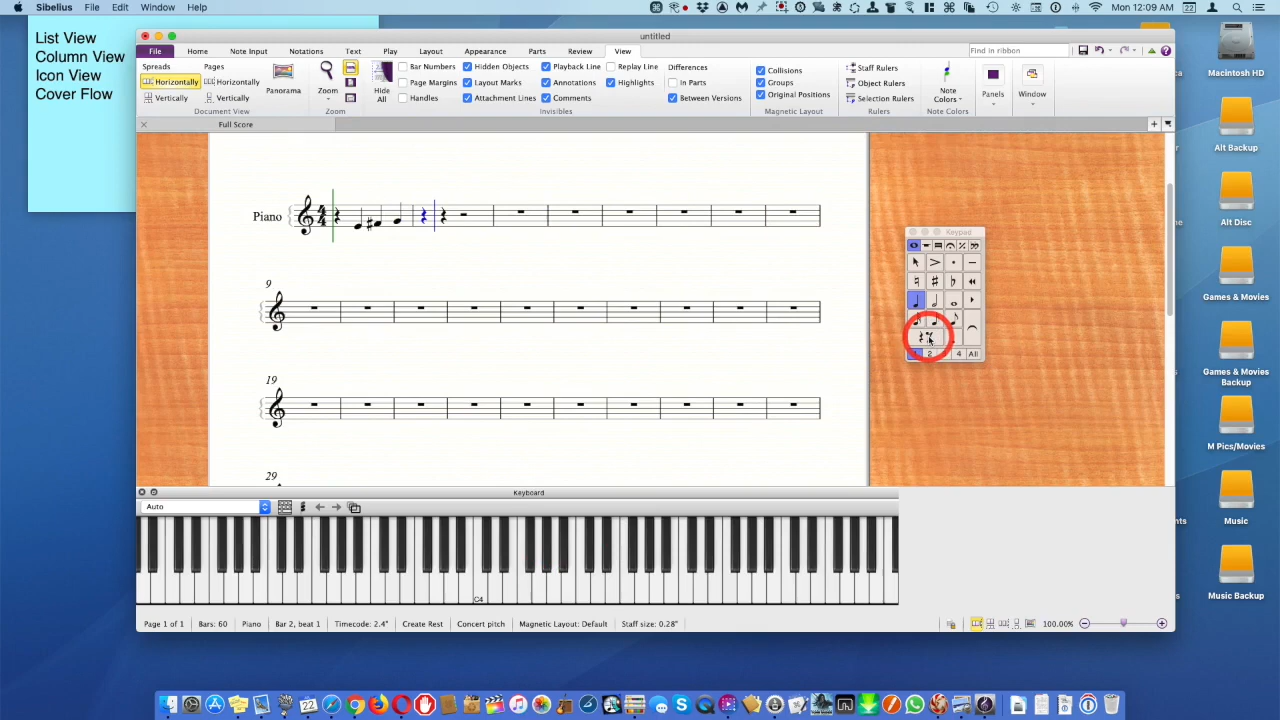 Sibelius File Edit Window Help
22 Mon 12:09 AM
List View
Column View
Icon View
Cover Flow
untitled
File Home Note Input Notations Text Play Layout Appearance Parts Review View Find in ribbon
Spreads Pages Bar Numbers Hidden Objects Playback Line Replay Line Differences Collisions Staff Rulers
Horizontally Horizontally Page Margins Layout Marks Annotations Highlights In Parts Groups Object Rulers
Vertically Vertically Panorama Zoom Hide All Handles Attachment Lines Comments Between Versions Original Positions Selection Rulers Note Colors Panels Window
Document View Zoom Invisibles Magnetic Layout Rulers Note Colors
Full Score
Piano
9
19
29
Keypad
2 4 All
Keyboard
Auto
C4
Page 1 of 1 Bars: 60 Piano Bar 2, beat 1 Timecode: 2.4" Create Rest Concert pitch Magnetic Layout: Default Staff size: 0.28" 100.00%
Macintosh HD
Alt Backup
Alt Disc
Games & Movies
Games & Movies
Backup
M Pics/Movies
Music
Music Backup
22